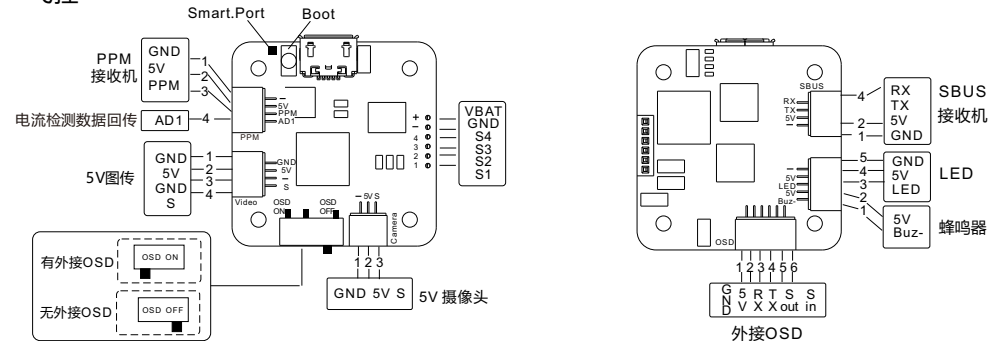 Smart.Port
Boot
PPM
接收机
GND
5V
PPM
1
2
3
电流检测数据回传
AD1
4
5V
PPM
AD1
PPM
5V图传
GND
5V
GND
S
1
2
3
4
GND
5V
S
Video
+
-
4
3
2
1
VBAT
GND
S4
S3
S2
S1
OSD
ON
OSD
OFF
- 5V S
Camera
1 2 3
GND 5V S
5V 摄像头
有外接OSD
OSD ON
无外接OSD
OSD OFF
SBUS
RX
TX
5V
-
4
2
1
RX
TX
5V
GND
SBUS
接收机
-
5V
LED
5V
Buz-
5
4
3
2
1
GND
5V
LED
LED
5V
Buz-
蜂鸣器
OSD
1 2 3 4 5 6
GND
5V
RX
TX
S out
S in
外接OSD